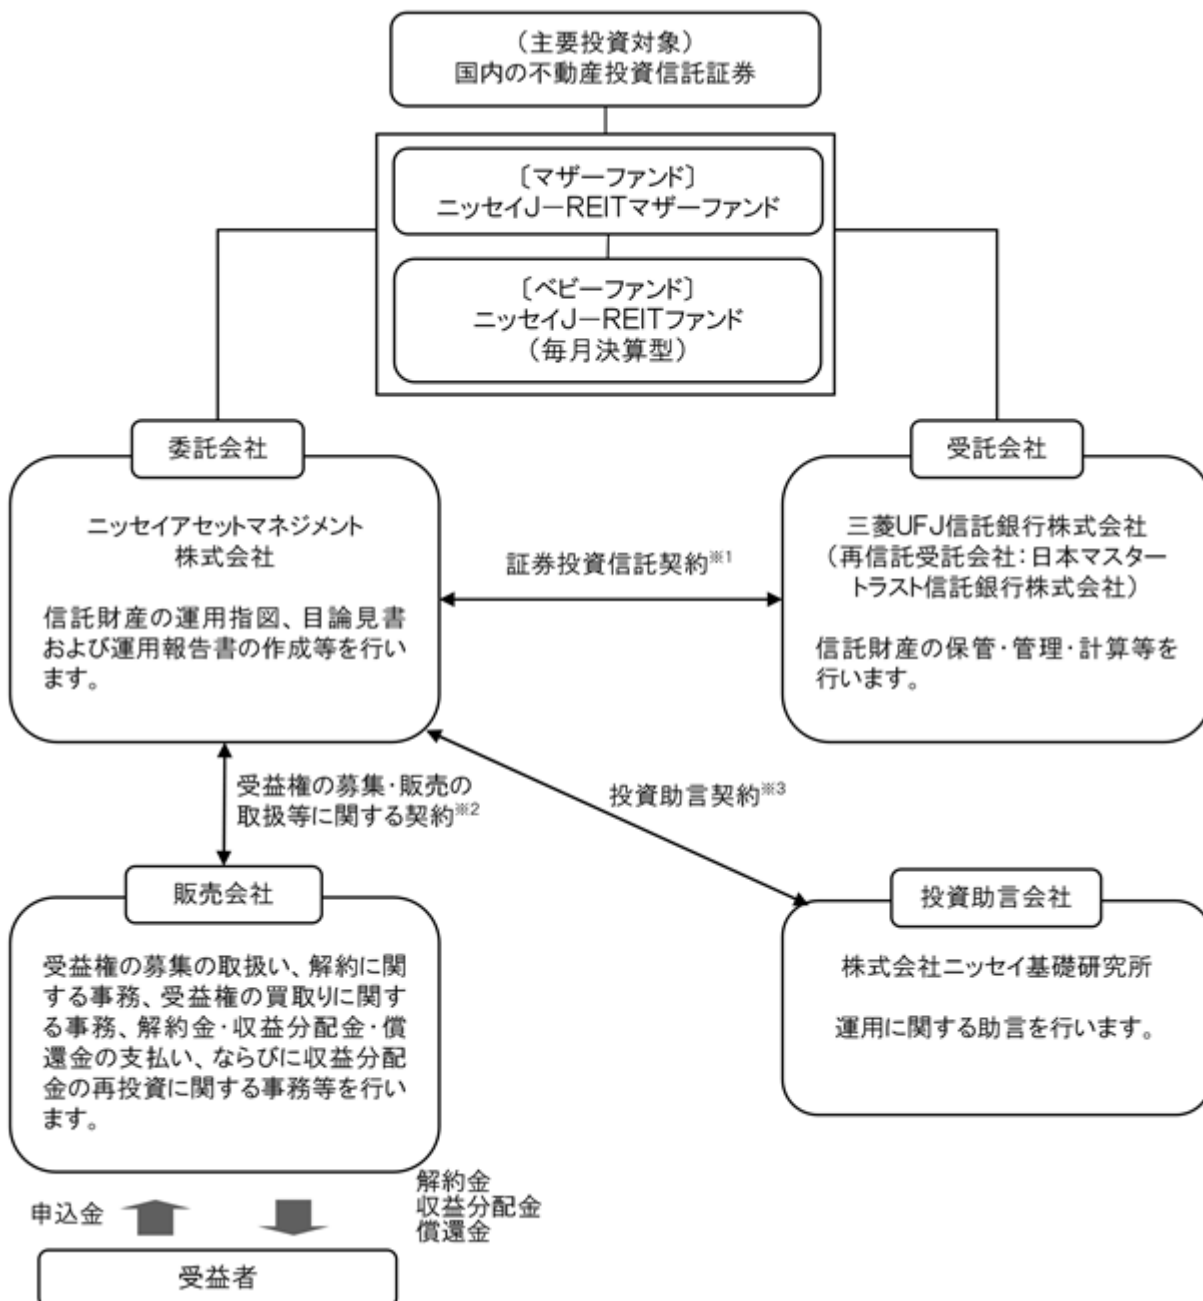 （主要投資対象）
国内の不動産投資信託証券
〔マザーファンド〕
ニッセイJ－REITマザーファンド
〔ベビーファンド〕
ニッセイJ－REITファンド
（毎月決算型）
委託会社
ニッセイアセットマネジメント
株式会社
信託財産の運用指図、目論見書
および運用報告書の作成等を行い
ます。
証券投資信託契約※1
受託会社
三菱UFJ信託銀行株式会社
（再信託受託会社：日本マスター
トラスト信託銀行株式会社）
信託財産の保管・管理・計算等を
行います。
受益権の募集・販売の
取扱等に関する契約※2
投資助言契約※3
販売会社
受益権の募集の取扱い、解約に関
する事務、受益権の買取りに関す
る事務、解約金・収益分配金・償
還金の支払い、ならびに収益分配
金の再投資に関する事務等を行い
ます。
投資助言会社
株式会社ニッセイ基礎研究所
運用に関する助言を行います。
申込金
解約金
収益分配金
償還金
受益者